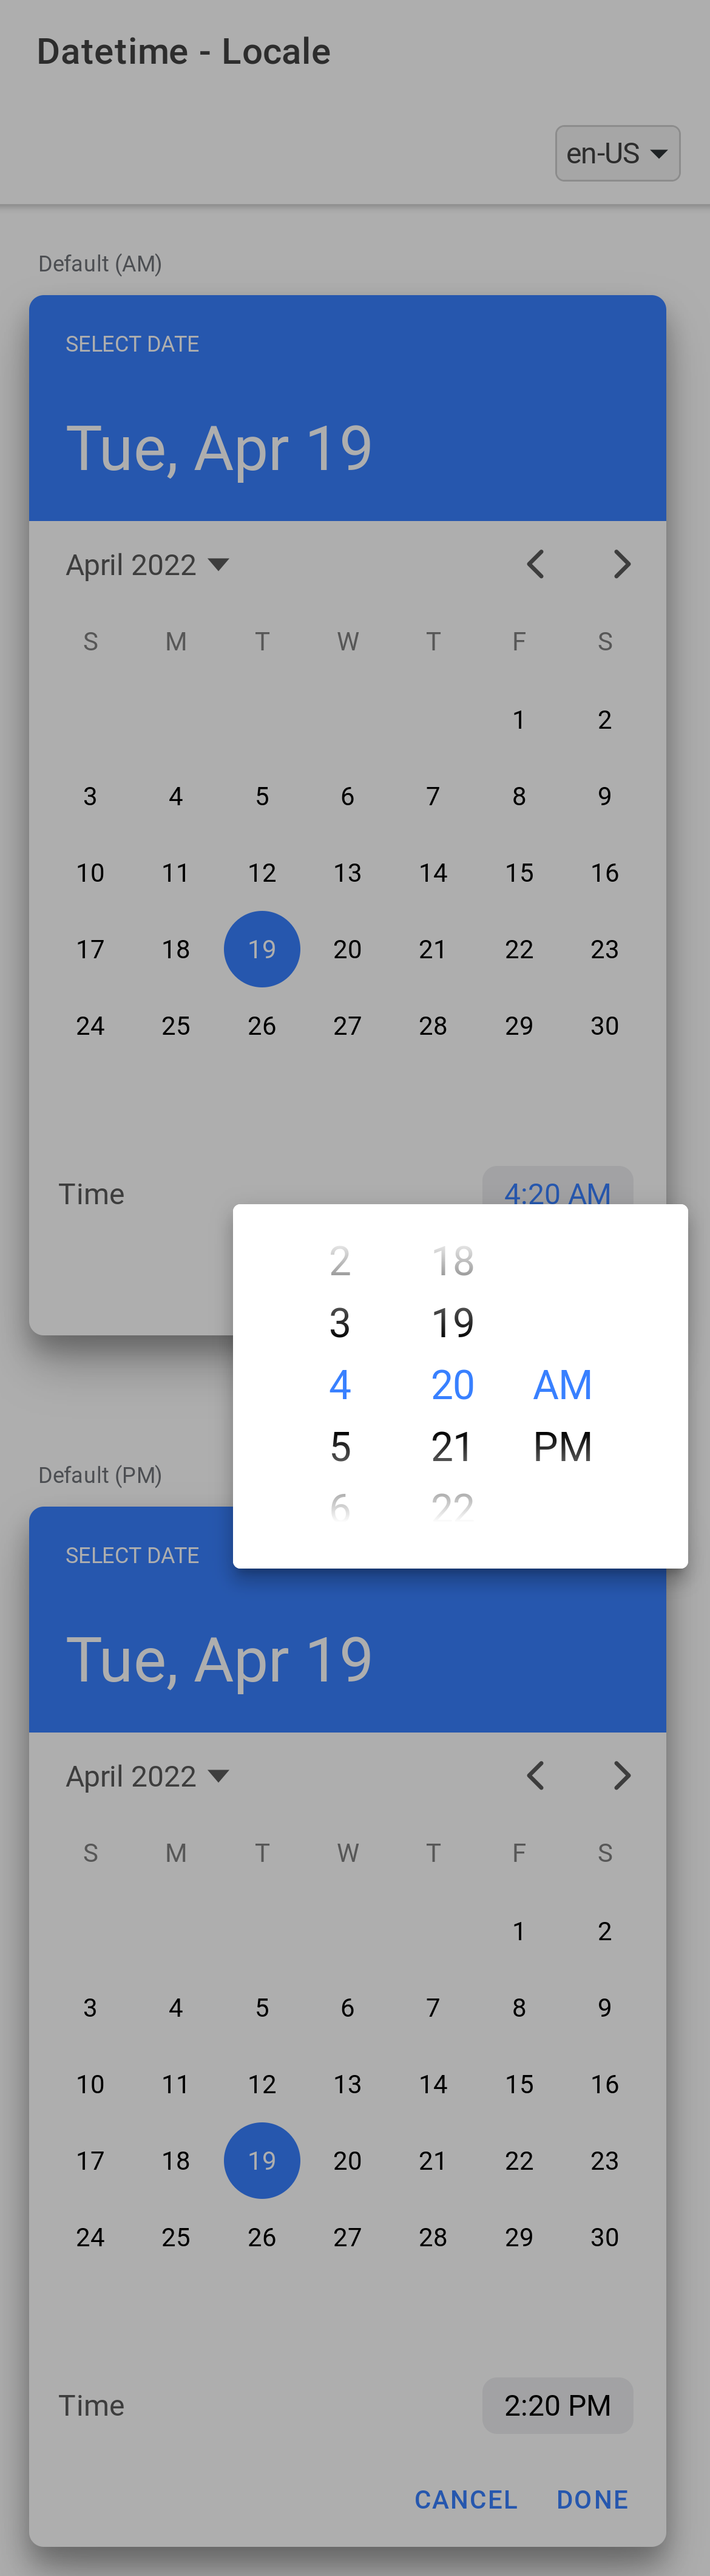 Datetime - Locale
en-US
Default (AM)
SELECT DATE
Tue, Apr 19
April 2022
S M T W T F S
1 2
3 4 5 6 7 8 9
10 11 12 13 14 15 16
17 18 19 20 21 22 23
24 25 26 27 28 29 30
Time 4:20 AM
2 18
3 19
4 20 AM
5 21 PM
6 22
Default (PM)
SELECT DATE
Tue, Apr 19
April 2022
S M T W T F S
1 2
3 4 5 6 7 8 9
10 11 12 13 14 15 16
17 18 19 20 21 22 23
24 25 26 27 28 29 30
Time 2:20 PM
CANCEL DONE